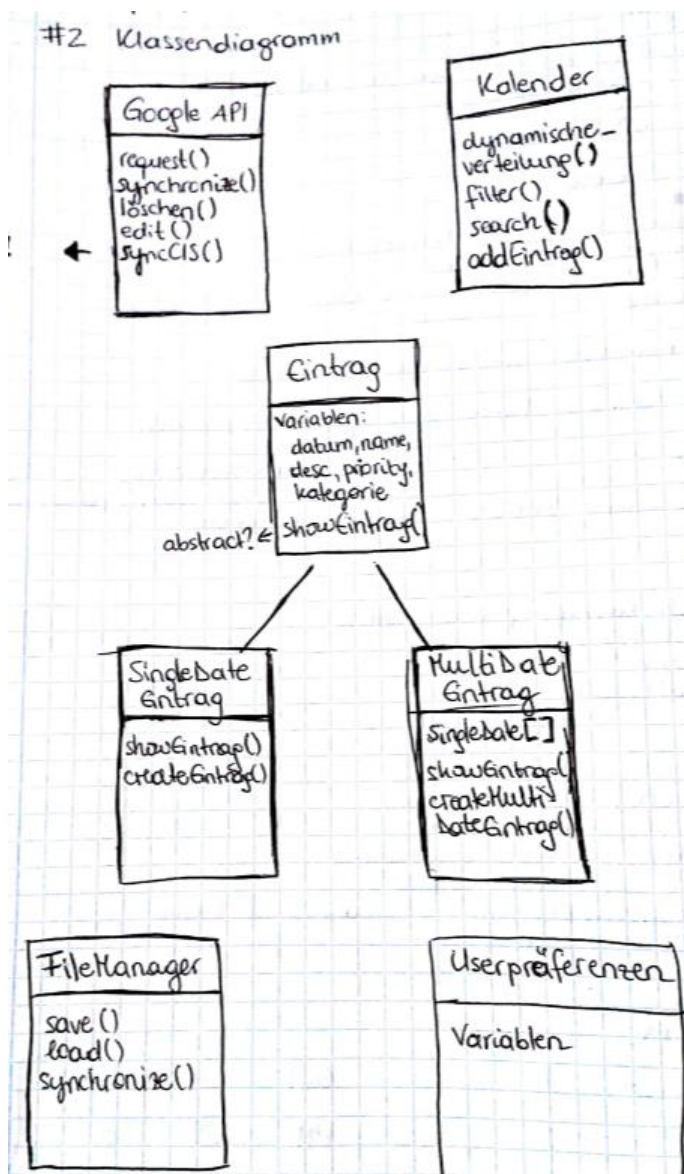 #2 Klassendiagramm
Google API
request()
synchronize()
löschen()
edit()
syncCIS()
Kalender
dynamische-
verteilung()
filter()
search()
addEintrag()
Eintrag
Variablen:
datum, name,
desc, priority,
kategorie
abstract? ← showEintrag()
SingleDate
Eintrag
showEintrag()
createEintrag()
MultiDate
Eintrag
SingleDate[]
showEintrag()
createMulti
DateEintrag()
FileManager
save()
load()
synchronize()
Userpräferenzen
Variablen